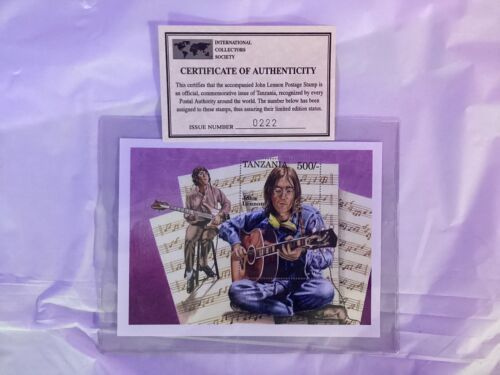 INTERNATIONAL
COLLECTORS
SOCIETY
CERTIFICATE OF AUTHENTICITY
This certifies that the accompanied John Lennon Postage Stamp is
an official, commemorative issue of Tanzania, recognized by every
Postal Authority around the world. The number below has been
assigned to these stamps, thus assuring their limited edition status.
ISSUE NUMBER 0222
TANZANIA 500/-
John
Lennon